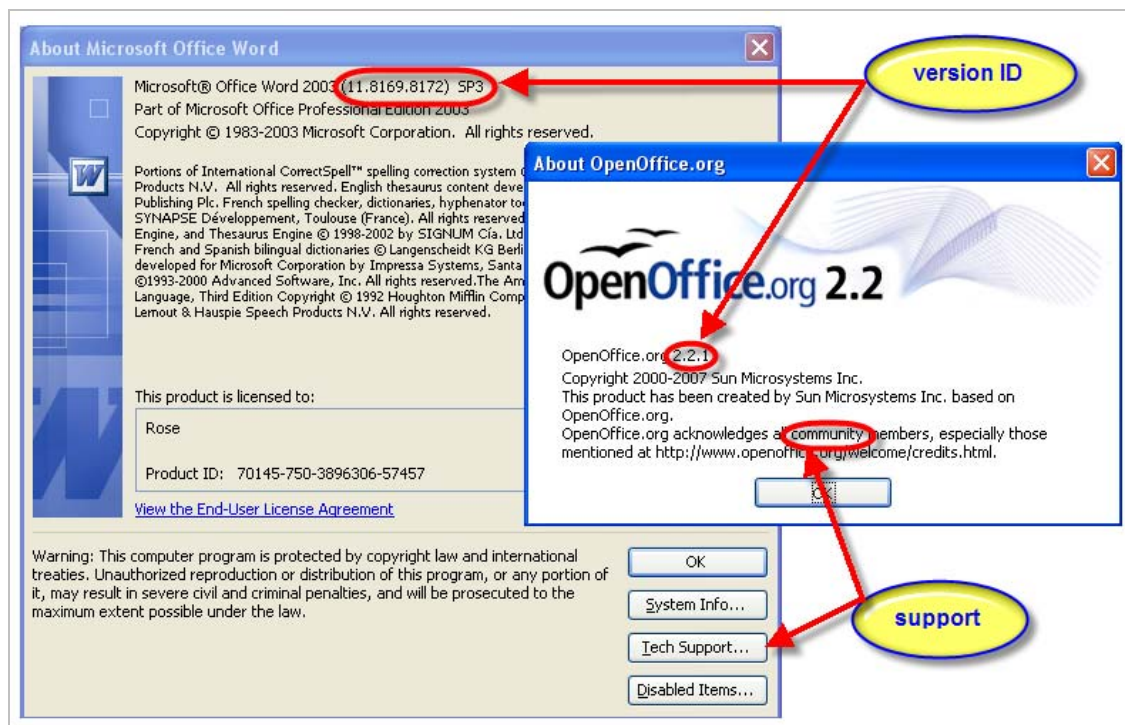 About Microsoft Office Word
Microsoft® Office Word 2003 (11.8169.8172) SP3
Part of Microsoft Office Professional Edition 2003
Copyright © 1983-2003 Microsoft Corporation. All rights reserved.
Portions of International CorrectSpell™ spelling correction system
Products N.V. All rights reserved. English thesaurus content deve
Publishing Plc. French spelling checker, dictionaries, hyphenator to
SYNAPSE Développement, Toulouse (France). All rights reserved
Engine, and Thesaurus Engine © 1998-2002 by SIGNUM Cía. Ltd
French and Spanish bilingual dictionaries © Langenscheidt KG Berli
developed for Microsoft Corporation by Impressa Systems, Santa
©1993-2000 Advanced Software, Inc. All rights reserved.The Am
Language, Third Edition Copyright © 1992 Houghton Mifflin Comp
Lernout & Hauspie Speech Products N.V. All rights reserved.
This product is licensed to:
Rose
Product ID: 70145-750-3896306-57457
View the End-User License Agreement
Warning: This computer program is protected by copyright law and international
treaties. Unauthorized reproduction or distribution of this program, or any portion of
it, may result in severe civil and criminal penalties, and will be prosecuted to the
maximum extent possible under the law.
OK
System Info...
Tech Support...
Disabled Items...
version ID
About OpenOffice.org
OpenOffice.org 2.2
OpenOffice.org 2.2.1
Copyright 2000-2007 Sun Microsystems Inc.
This product has been created by Sun Microsystems Inc. based on
OpenOffice.org.
OpenOffice.org acknowledges all community members, especially those
mentioned at http://www.openoffice.org/welcome/credits.html.
OK
support